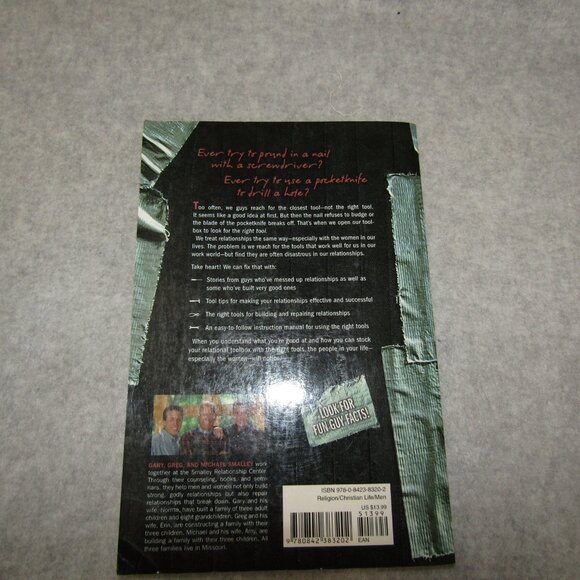 Ever try to pound in a nail
with a screwdriver?
Ever try to use a pocketknife
to drill a hole?
Too often, we guys reach for the closest tool—not the right tool.
It seems like a good idea at first. But then the nail refuses to budge or
the blade of the pocketknife breaks off. That's when we open our tool-
box to look for the right tool.
We treat relationships the same way—especially with the women in our
lives. The problem is we reach for the tools that work well for us in our
work world—but find they are often disastrous in our relationships.
Take heart! We can fix that with:
Stories from guys who've messed up relationships as well as
some who've built very good ones
Tool tips for making your relationships effective and successful
The right tools for building and repairing relationships
An easy-to-follow instruction manual for using the right tools
When you understand what you're good at and how you can stock
your relational toolbox with the right tools, the people in your life—
especially the women—will notice.
LOOK FOR
FUN GUY FACTS!
GARY, GREG, AND MICHAEL SMALLEY work
together at the Smalley Relationship Center.
Through their counseling, books, and semi-
nars, they help men and women not only build
strong, godly relationships but also repair
relationships that break down. Gary and his
wife, Norma, have built a family of three adult
children and eight grandchildren; Greg and his
wife, Erin, are constructing a family with their
three children. Michael and his wife, Amy, are
building a family with their three children. All
three families live in Missouri.
ISBN 978-0-8423-8320-2
Religion/Christian Life/Men
US $13.99
51399
9 780842 383202
EAN